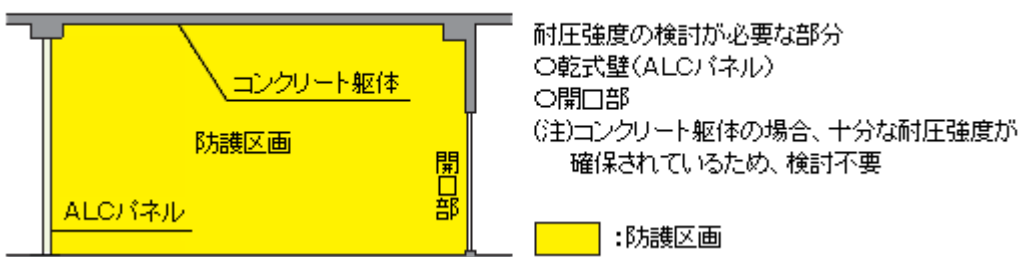 コンクリート躯体
防護区画
開口部
ALCパネル
耐圧強度の検討が必要な部分
○乾式壁(ALCパネル)
○開口部
(注)コンクリート躯体の場合、十分な耐圧強度が
確保されているため、検討不要
:防護区画